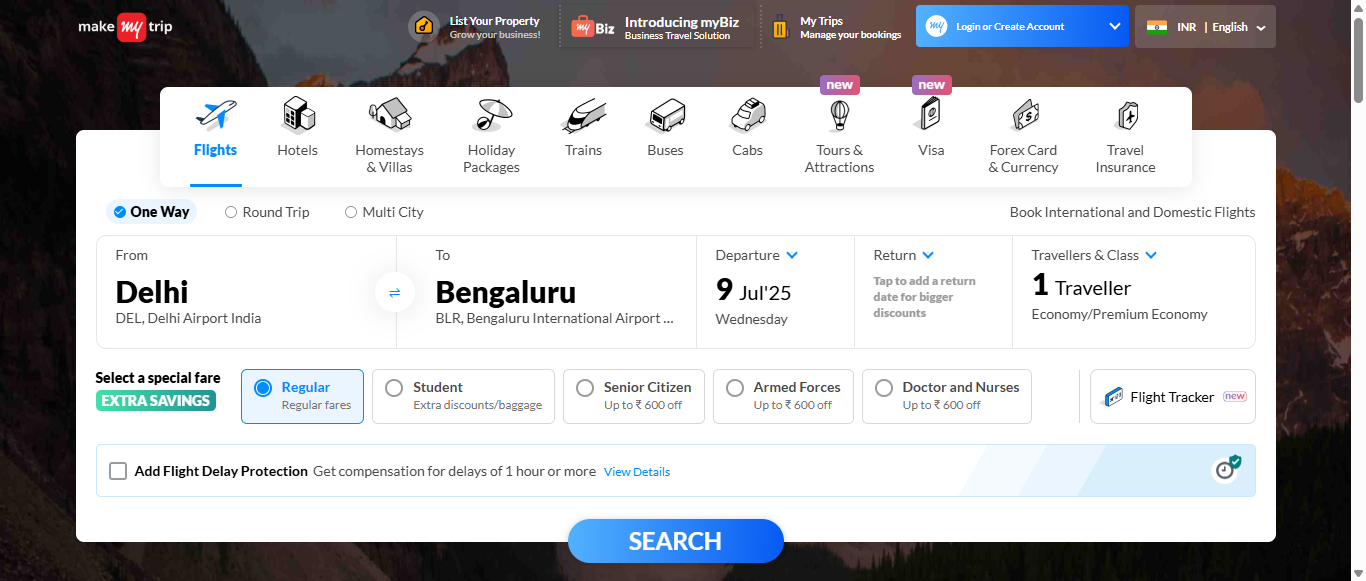 make my trip
List Your Property
Grow your business!
my Biz
Introducing myBiz
Business Travel Solution
My Trips
Manage your bookings
my
Login or Create Account
INR | English
new
new
Flights
Hotels
Homestays
& Villas
Holiday
Packages
Trains
Buses
Cabs
Tours &
Attractions
Visa
Forex Card
& Currency
Travel
Insurance
One Way
Round Trip
Multi City
Book International and Domestic Flights
From
Delhi
DEL, Delhi Airport India
To
Bengaluru
BLR, Bengaluru International Airport ...
Departure
9 Jul'25
Wednesday
Return
Tap to add a return
date for bigger
discounts
Travellers & Class
1 Traveller
Economy/Premium Economy
Select a special fare
EXTRA SAVINGS
Regular
Regular fares
Student
Extra discounts/baggage
Senior Citizen
Up to ₹ 600 off
Armed Forces
Up to ₹ 600 off
Doctor and Nurses
Up to ₹ 600 off
Flight Tracker new
Add Flight Delay Protection Get compensation for delays of 1 hour or more View Details
SEARCH